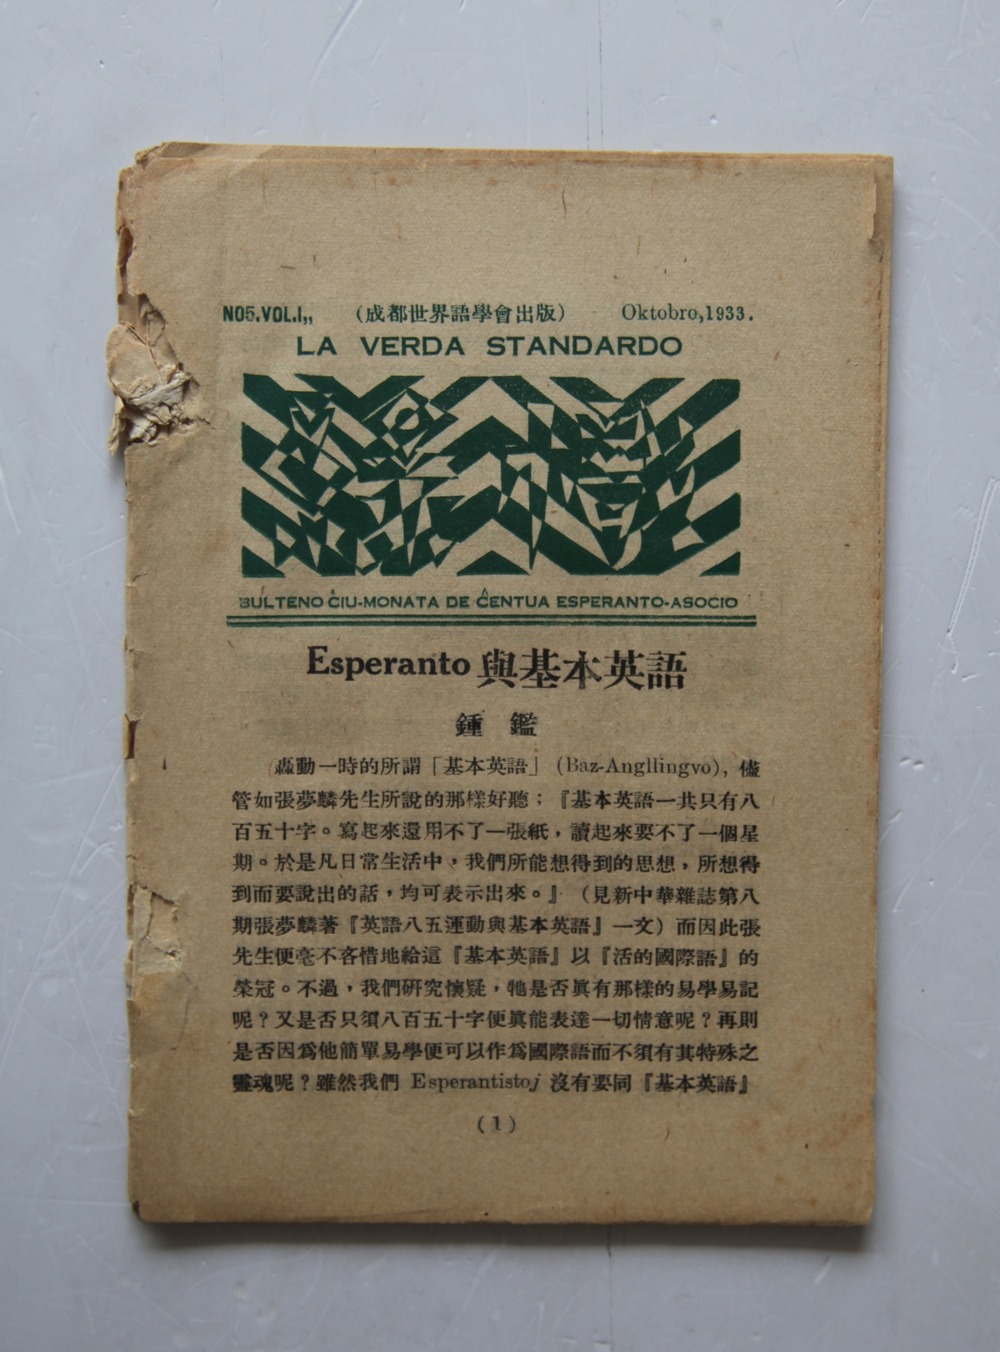 NO5.VOL.I,, （成都世界語學會出版） Oktobro,1933.
LA VERDA STANDARDO
綠幟
BULTENO ĈIU-MONATA DE ĈENTUA ESPERANTO-ASOCIO
Esperanto 與基本英語
鍾 鑑
轟動一時的所謂「基本英語」(Baz-Angllingvo), 儘
管如張夢麟先生所說的那樣好聽；『基本英語一共只有八
百五十字。寫起來還用不了一張紙，讀起來要不了一個星
期。於是凡日常生活中、我們所能想得到的思想，所想得
到而要說出的話，均可表示出來。』（見新中華雜誌第八
期張夢麟著『英語八五運動與基本英語』一文）而因此張
先生便毫不吝惜地給這『基本英語』以『活的國際語』的
榮冠。不過，我們研究懷疑，牠是否眞有那樣的易學易記
呢？又是否只須八百五十字便眞能表達一切情意呢？再則
是否因爲他簡單易學便可以作爲國際語而不須有其特殊之
靈魂呢？雖然我們 Esperantistoj 沒有要同『基本英語』
(1)